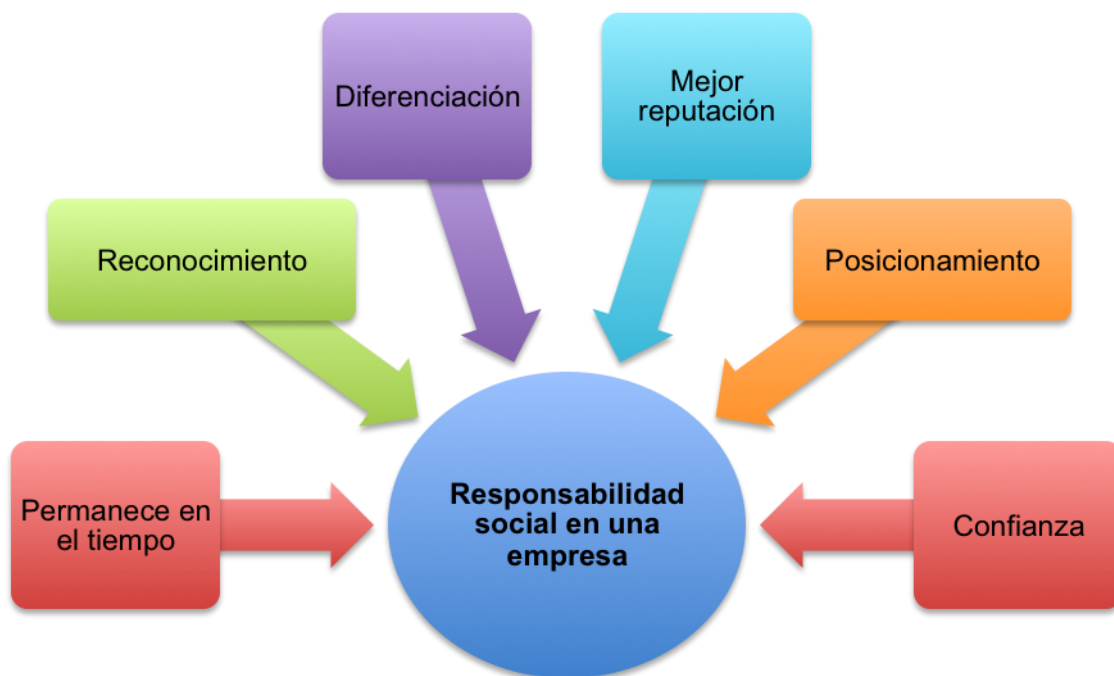 Diferenciación
Mejor
reputación
Reconocimiento
Posicionamiento
Permanece en
el tiempo
Responsabilidad
social en una
empresa
Confianza